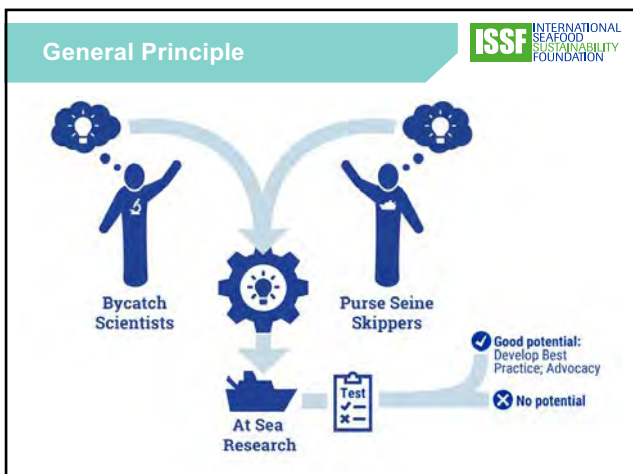 General Principle
ISSF
INTERNATIONAL
SEAFOOD
SUSTAINABILITY
FOUNDATION
Bycatch
Scientists
Purse Seine
Skippers
At Sea
Research
Test
Good potential:
Develop Best
Practice; Advocacy
No potential